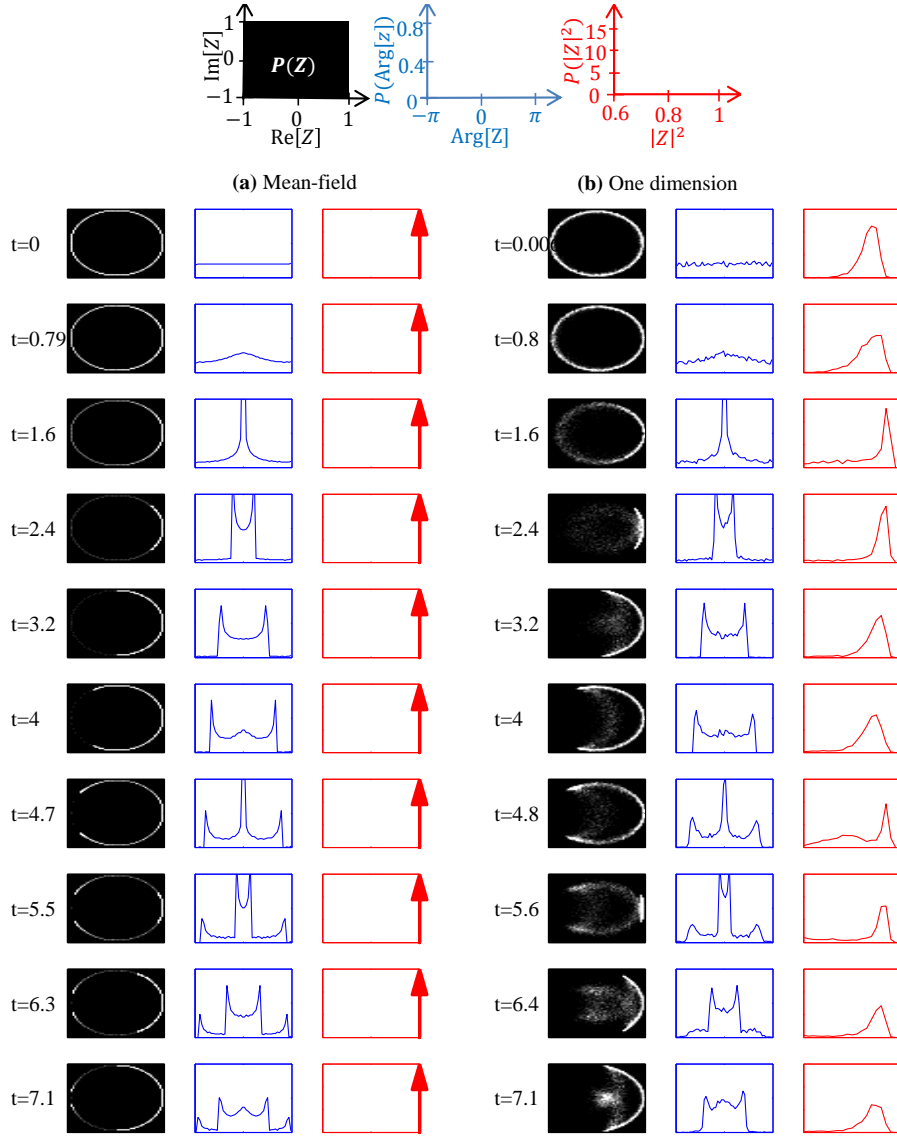 Im[Z]
1
0
−1
P(Z)
−1 0 1
Re[Z]
P(Arg[z])
0.8
0.4
0
−π 0 π
Arg[Z]
P(|Z|²)
15
10
5
0
0.6 0.8 1
|Z|²
(a) Mean-field
(b) One dimension
t=0
t=0.00
t=0.79
t=0.8
t=1.6
t=1.6
t=2.4
t=2.4
t=3.2
t=3.2
t=4
t=4
t=4.7
t=4.8
t=5.5
t=5.6
t=6.3
t=6.4
t=7.1
t=7.1